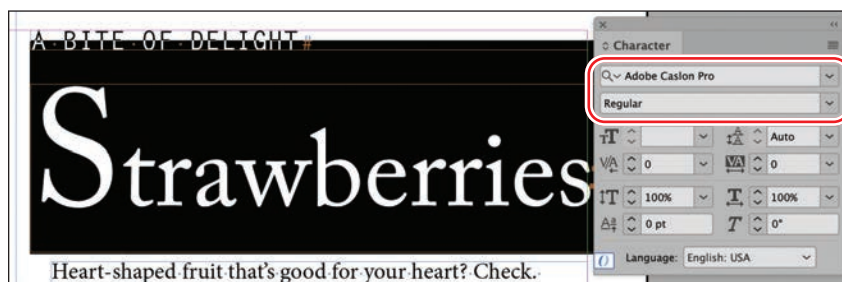 A BITE OF DELIGHT#
Strawberries
Heart-shaped fruit that's good for your heart? Check.
Character
Adobe Caslon Pro
Regular
Auto
0
0
100%
100%
0 pt
0°
Language: English: USA